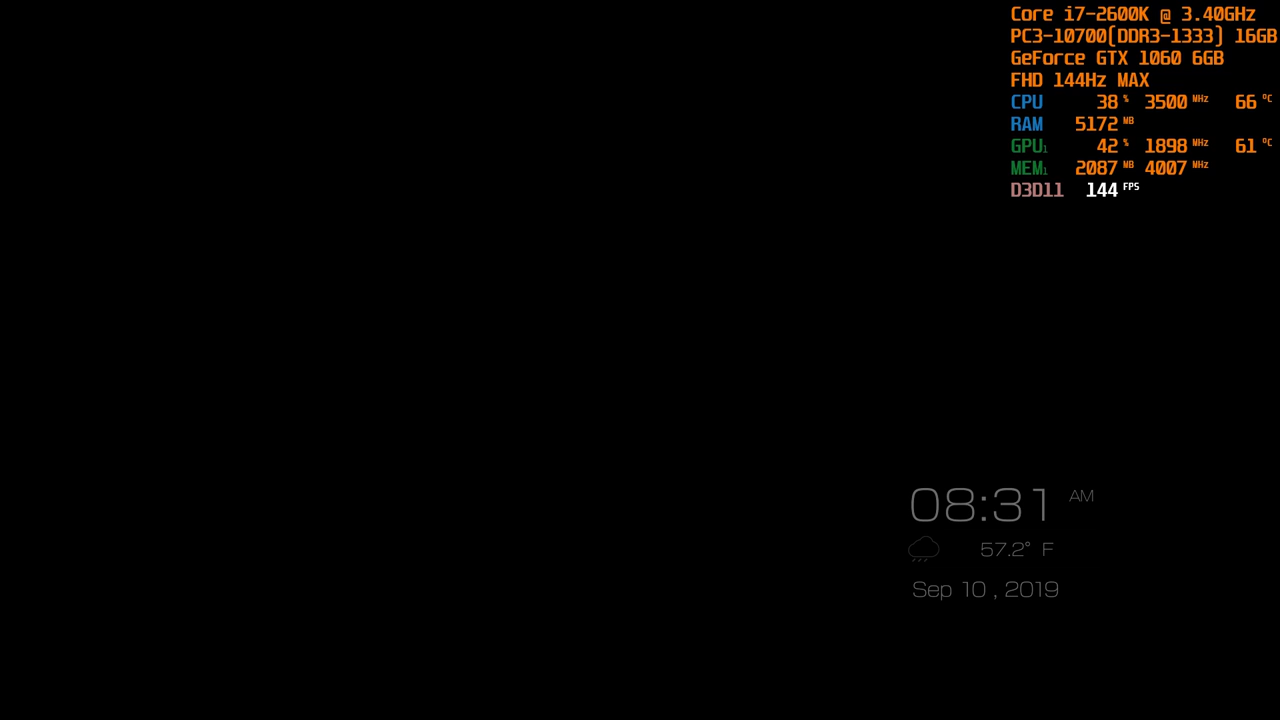 Core i7-2600K @ 3.40GHz
PC3-10700(DDR3-1333) 16GB
GeForce GTX 1060 6GB
FHD 144Hz MAX
CPU 38 % 3500 MHz 66 °C
RAM 5172 MB
GPU1 42 % 1898 MHz 61 °C
MEM1 2087 MB 4007 MHz
D3D11 144 FPS
08:31 AM
57.2° F
Sep 10 , 2019